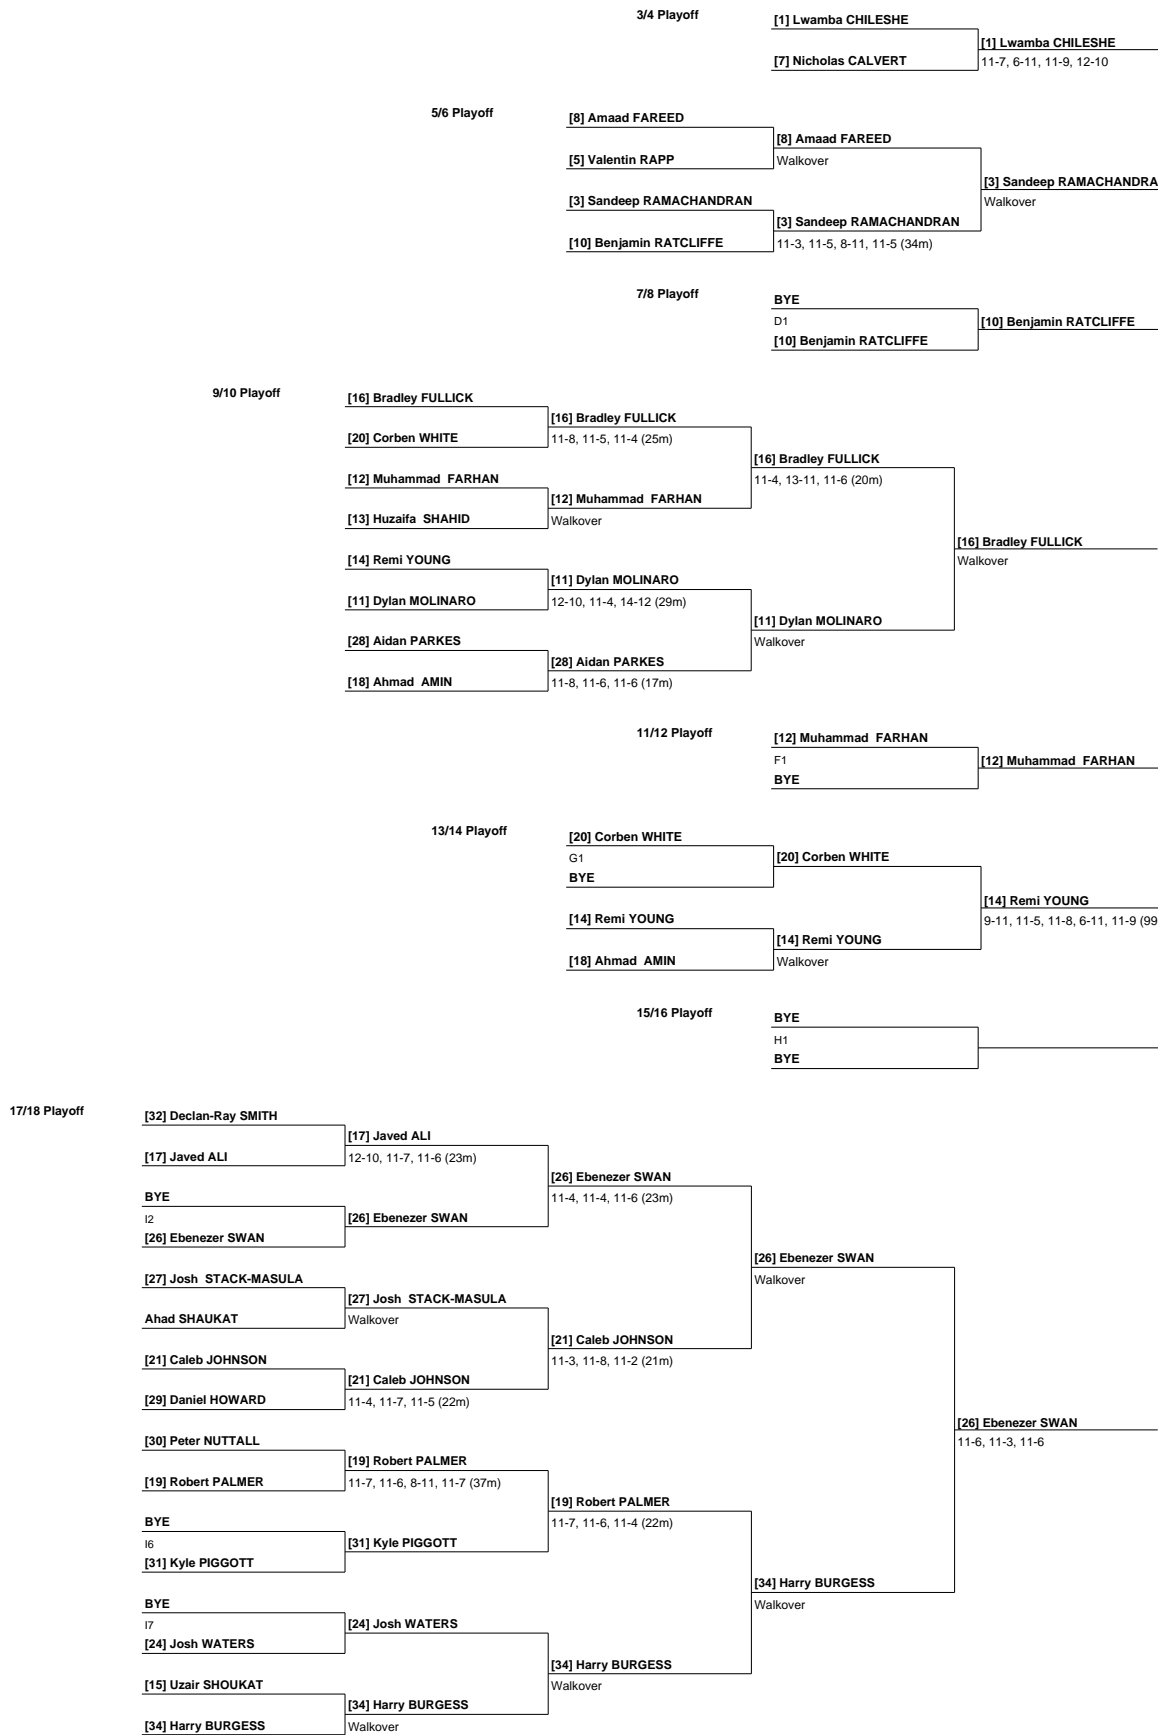 3/4 Playoff
[1] Lwamba CHILESHE
[1] Lwamba CHILESHE
[7] Nicholas CALVERT
11-7, 6-11, 11-9, 12-10
5/6 Playoff
[8] Amaad FAREED
[8] Amaad FAREED
[5] Valentin RAPP
Walkover
[3] Sandeep RAMACHANDRA
[3] Sandeep RAMACHANDRAN
Walkover
[3] Sandeep RAMACHANDRAN
[10] Benjamin RATCLIFFE
11-3, 11-5, 8-11, 11-5 (34m)
7/8 Playoff
BYE
D1
[10] Benjamin RATCLIFFE
[10] Benjamin RATCLIFFE
9/10 Playoff
[16] Bradley FULLICK
[16] Bradley FULLICK
[20] Corben WHITE
11-8, 11-5, 11-4 (25m)
[16] Bradley FULLICK
[12] Muhammad FARHAN
11-4, 13-11, 11-6 (20m)
[12] Muhammad FARHAN
[13] Huzaifa SHAHID
Walkover
[16] Bradley FULLICK
[14] Remi YOUNG
Walkover
[11] Dylan MOLINARO
[11] Dylan MOLINARO
12-10, 11-4, 14-12 (29m)
[11] Dylan MOLINARO
[28] Aidan PARKES
Walkover
[28] Aidan PARKES
[18] Ahmad AMIN
11-8, 11-6, 11-6 (17m)
11/12 Playoff
[12] Muhammad FARHAN
F1
[12] Muhammad FARHAN
BYE
13/14 Playoff
[20] Corben WHITE
G1
[20] Corben WHITE
BYE
[14] Remi YOUNG
[14] Remi YOUNG
9-11, 11-5, 11-8, 6-11, 11-9 (99
[14] Remi YOUNG
[18] Ahmad AMIN
Walkover
15/16 Playoff
BYE
H1
BYE
17/18 Playoff
[32] Declan-Ray SMITH
[17] Javed ALI
[17] Javed ALI
12-10, 11-7, 11-6 (23m)
[26] Ebenezer SWAN
BYE
11-4, 11-4, 11-6 (23m)
I2
[26] Ebenezer SWAN
[26] Ebenezer SWAN
[26] Ebenezer SWAN
[27] Josh STACK-MASULA
Walkover
[27] Josh STACK-MASULA
Ahad SHAUKAT
Walkover
[21] Caleb JOHNSON
[21] Caleb JOHNSON
11-3, 11-8, 11-2 (21m)
[21] Caleb JOHNSON
[29] Daniel HOWARD
11-4, 11-7, 11-5 (22m)
[26] Ebenezer SWAN
[30] Peter NUTTALL
11-6, 11-3, 11-6
[19] Robert PALMER
[19] Robert PALMER
11-7, 11-6, 8-11, 11-7 (37m)
[19] Robert PALMER
BYE
11-7, 11-6, 11-4 (22m)
I6
[31] Kyle PIGGOTT
[31] Kyle PIGGOTT
[34] Harry BURGESS
BYE
Walkover
I7
[24] Josh WATERS
[24] Josh WATERS
[34] Harry BURGESS
[15] Uzair SHOUKAT
Walkover
[34] Harry BURGESS
[34] Harry BURGESS
Walkover